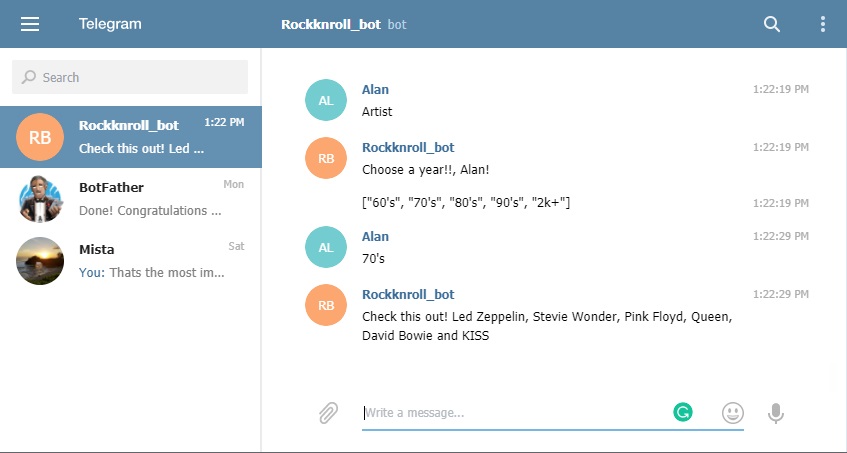 Telegram
Rockknroll_bot bot
Search
RB
Rockknroll_bot 1:22 PM
Check this out! Led ...
BotFather Mon
Done! Congratulations ...
Mista Sat
You: Thats the most im...
AL
Alan 1:22:19 PM
Artist
RB
Rockknroll_bot 1:22:19 PM
Choose a year!!, Alan!
["60's", "70's", "80's", "90's", "2k+"] 1:22:19 PM
AL
Alan 1:22:29 PM
70's
RB
Rockknroll_bot 1:22:29 PM
Check this out! Led Zeppelin, Stevie Wonder, Pink Floyd, Queen,
David Bowie and KISS
Write a message...